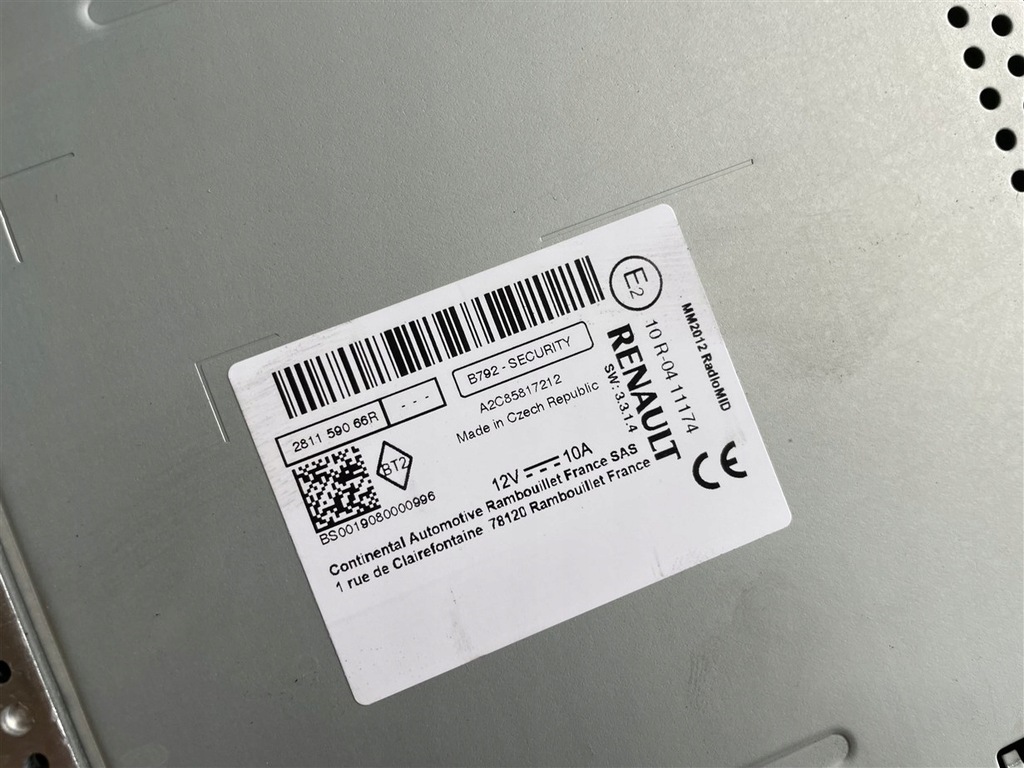 2811 590 66R - - -
B792 - SECURITY
A2C85817212
Made in Czech Republic
BT2
BS0019080000996
12V 10A
Continental Automotive Rambouillet France SAS
1 rue de Clairefontaine 78120 Rambouillet France
E2
10 R-04 11174
RENAULT
SW: 3.3.1.4
MM2012 RadioMID
CE